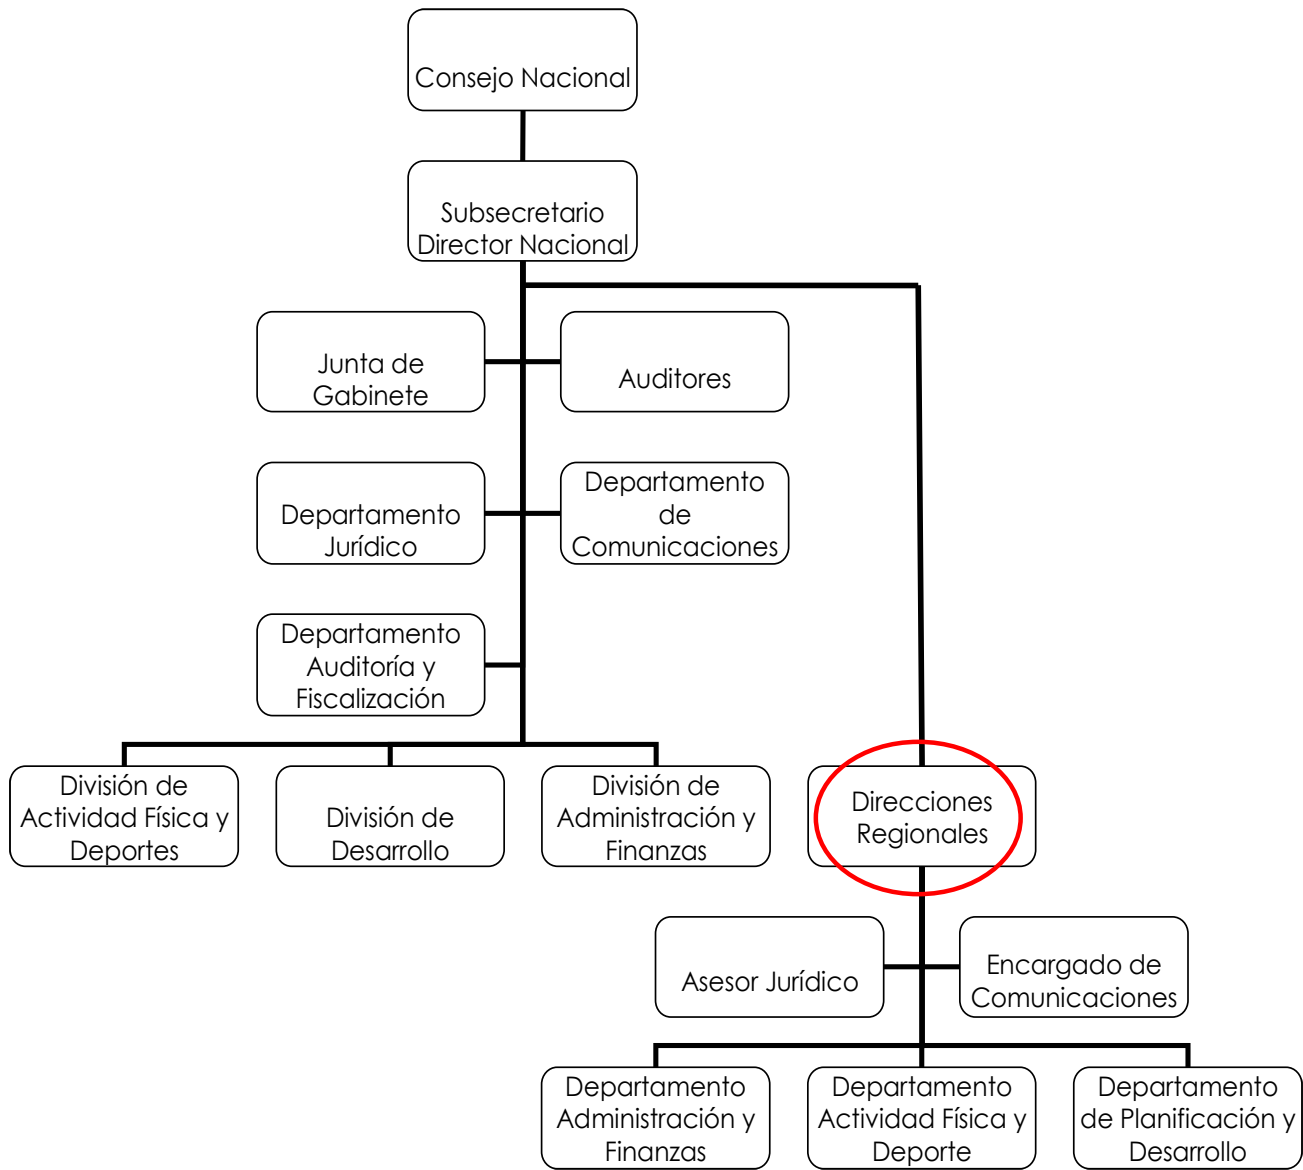 Consejo Nacional
Subsecretario
Director Nacional
Junta de
Gabinete
Auditores
Departamento
Jurídico
Departamento
de
Comunicaciones
Departamento
Auditoría y
Fiscalización
División de
Actividad Física y
Deportes
División de
Desarrollo
División de
Administración y
Finanzas
Direcciones
Regionales
Asesor Jurídico
Encargado de
Comunicaciones
Departamento
Administración y
Finanzas
Departamento
Actividad Física y
Deporte
Departamento
de Planificación y
Desarrollo